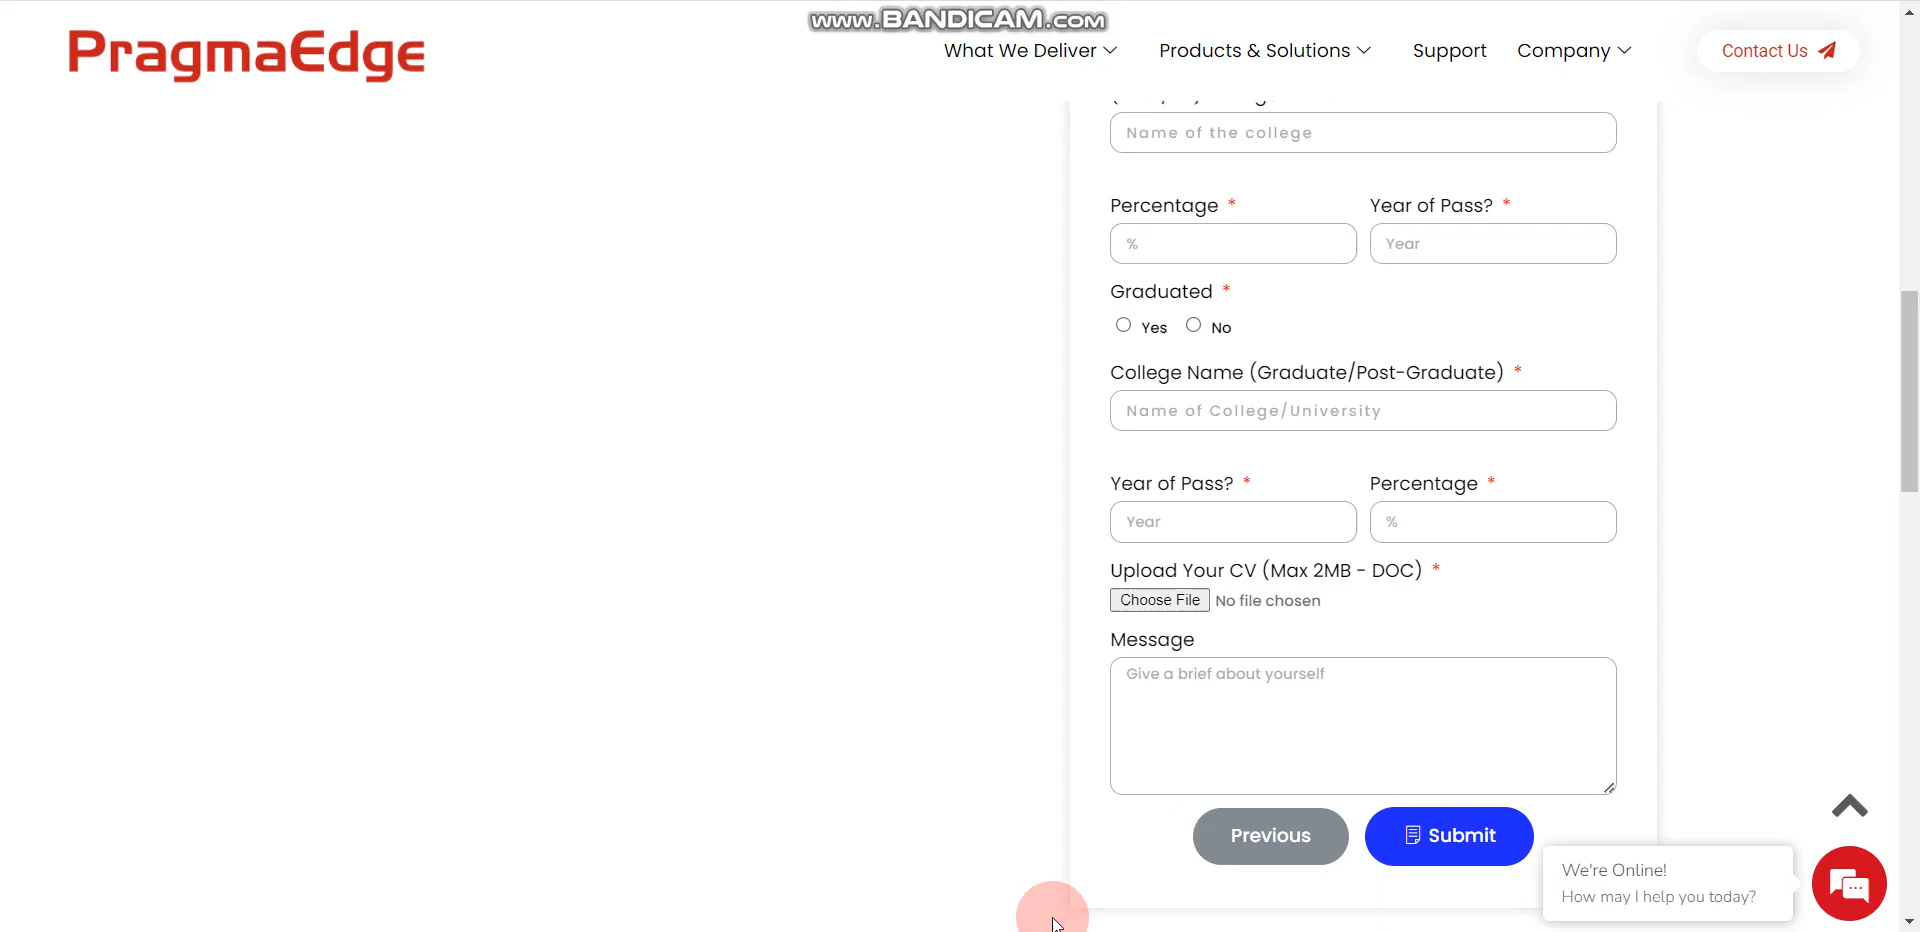 www.BANDICAM.com
PragmaEdge
What We Deliver
Products & Solutions
Support
Company
Contact Us
Name of the college
Percentage *
Year of Pass? *
%
Year
Graduated *
Yes
No
College Name (Graduate/Post-Graduate) *
Name of College/University
Year of Pass? *
Percentage *
Year
%
Upload Your CV (Max 2MB - DOC) *
Choose File No file chosen
Message
Give a brief about yourself
Previous
Submit
We're Online!
How may I help you today?